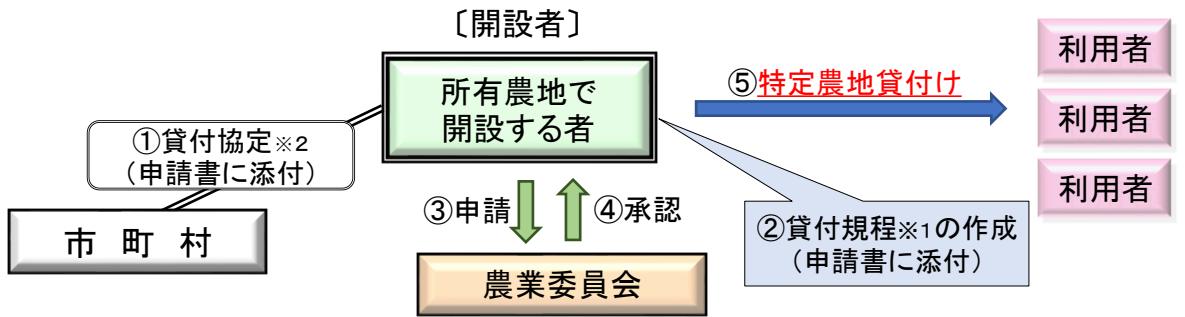 〔開設者〕
所有農地で
開設する者
①貸付協定※2
（申請書に添付）
市　町　村
③申請
④承認
農業委員会
②貸付規程※1の作成
（申請書に添付）
⑤特定農地貸付け
利用者
利用者
利用者